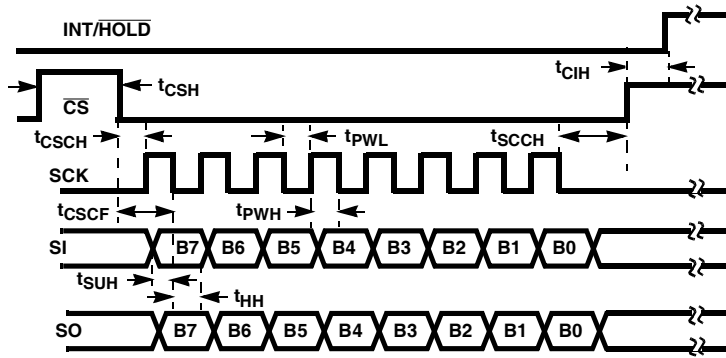 INT/HOLD
tCIH
CS
tCSH
tCSCH
tPWL
tSCCH
SCK
tCSCF
tPWH
SI B7 B6 B5 B4 B3 B2 B1 B0
tSUH
tHH
SO B7 B6 B5 B4 B3 B2 B1 B0